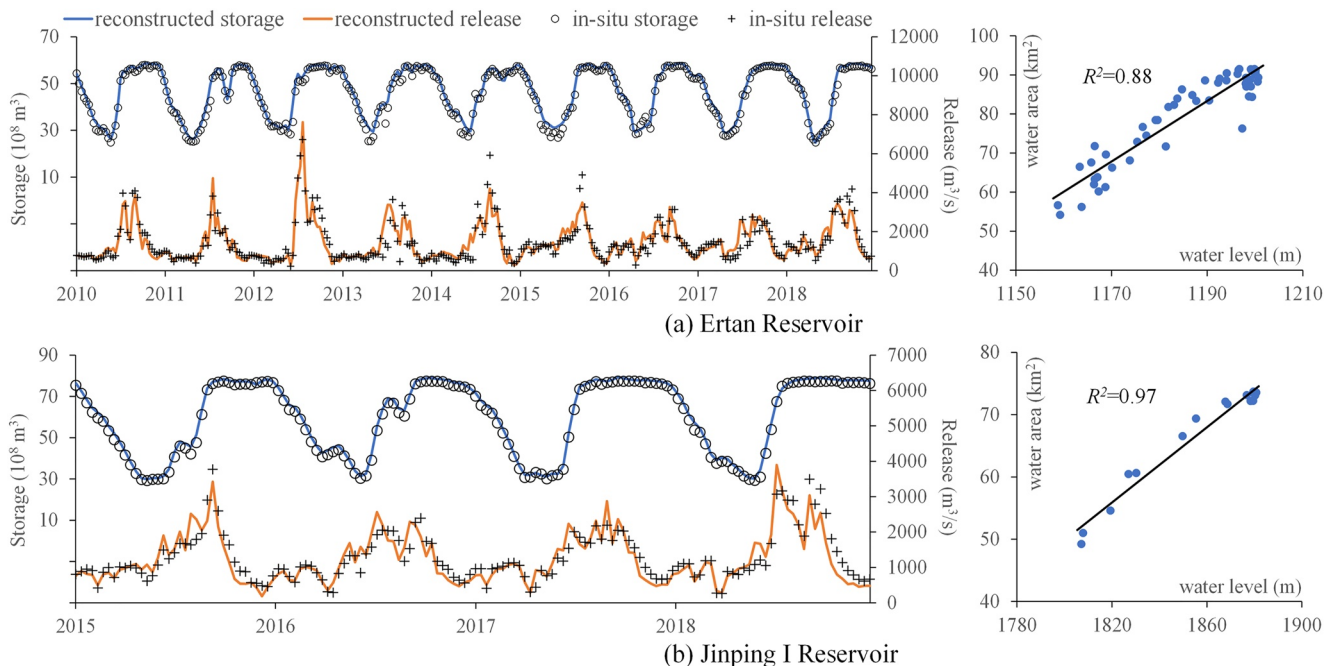 reconstructed storage reconstructed release in-situ storage in-situ release
70 12000 100
60 10000 90
50 8000 80
30 6000 70
10 4000 60
2000 50
0 40
Storage (10⁸ m³)
Release (m³/s)
water area (km²)
R²=0.88
water level (m)
2010 2011 2012 2013 2014 2015 2016 2017 2018
1150 1170 1190 1210
(a) Ertan Reservoir
90 7000 80
70 6000 70
50 5000 60
30 4000 50
10 3000 40
2000
1000
0
Storage (10⁸ m³)
Release (m³/s)
water area (km²)
R²=0.97
water level (m)
2015 2016 2017 2018
1780 1820 1860 1900
(b) Jinping I Reservoir